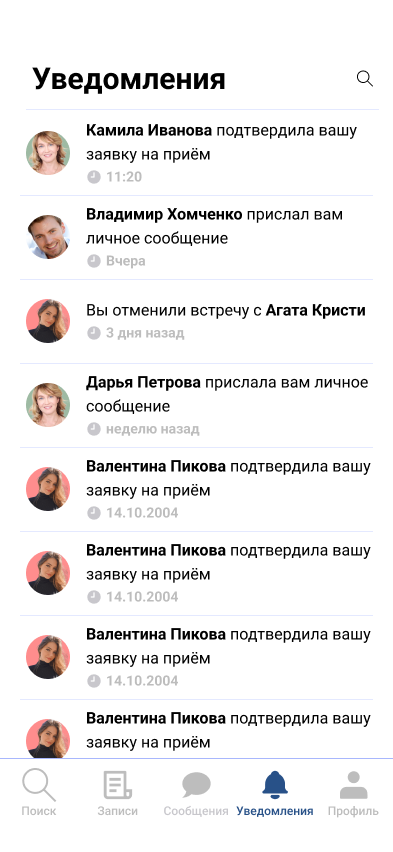 Уведомления
Камила Иванова подтвердила вашу
заявку на приём
11:20
Владимир Хомченко прислал вам
личное сообщение
Вчера
Вы отменили встречу с Агата Кристи
3 дня назад
Дарья Петрова прислала вам личное
сообщение
неделю назад
Валентина Пикова подтвердила вашу
заявку на приём
14.10.2004
Валентина Пикова подтвердила вашу
заявку на приём
14.10.2004
Валентина Пикова подтвердила вашу
заявку на приём
14.10.2004
Валентина Пикова подтвердила вашу
заявку на приём
Поиск Записи Сообщения Уведомления Профиль